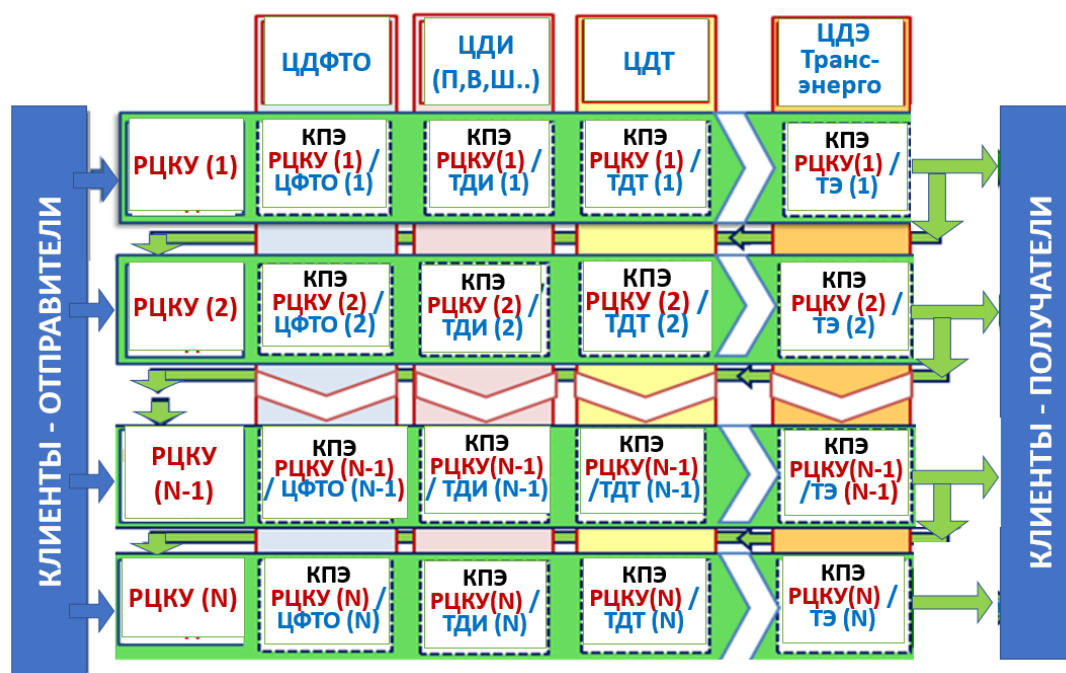 ЦДФТО
ЦДИ
(П,В,Ш..)
ЦДТ
ЦДЭ
Транс-
энерго
КЛИЕНТЫ - ОТПРАВИТЕЛИ
РЦКУ (1)
КПЭ
РЦКУ (1) /
ЦФТО (1)
КПЭ
РЦКУ(1) /
ТДИ (1)
КПЭ
РЦКУ (1) /
ТДТ (1)
КПЭ
РЦКУ(1) /
ТЭ (1)
РЦКУ (2)
КПЭ
РЦКУ (2) /
ЦФТО (2)
КПЭ
РЦКУ (2) /
ТДИ (2)
КПЭ
РЦКУ (2) /
ТДТ (2)
КПЭ
РЦКУ (2) /
ТЭ (2)
РЦКУ
(N-1)
КПЭ
РЦКУ (N-1)
/ ЦФТО (N-1)
КПЭ
РЦКУ(N-1)
/ ТДИ (N-1)
КПЭ
РЦКУ(N-1)
/ТДТ (N-1)
КПЭ
РЦКУ(N-1)
/ТЭ (N-1)
РЦКУ (N)
КПЭ
РЦКУ (N) /
ЦФТО (N)
КПЭ
РЦКУ(N) /
ТДИ (N)
КПЭ
РЦКУ(N) /
ТДТ (N)
КПЭ
РЦКУ(N) /
ТЭ (N)
КЛИЕНТЫ - ПОЛУЧАТЕЛИ